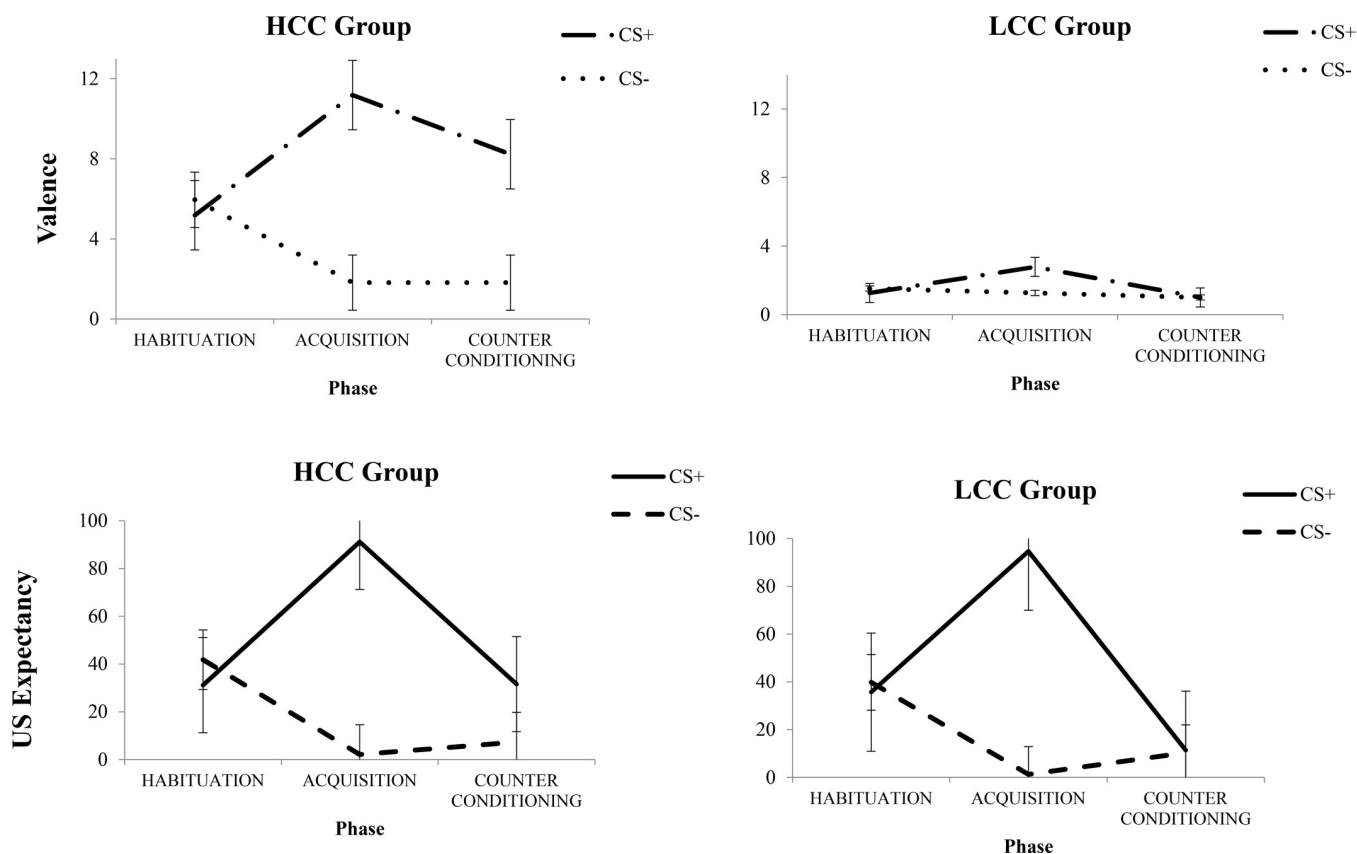 HCC Group
CS+
CS-
Valence
12
8
4
0
HABITUATION
ACQUISITION
COUNTER
CONDITIONING
Phase
LCC Group
CS+
CS-
12
8
4
0
HABITUATION
ACQUISITION
COUNTER
CONDITIONING
Phase
HCC Group
CS+
CS-
US Expectancy
100
80
60
40
20
0
HABITUATION
ACQUISITION
COUNTER
CONDITIONING
Phase
LCC Group
CS+
CS-
100
80
60
40
20
0
HABITUATION
ACQUISITION
COUNTER
CONDITIONING
Phase